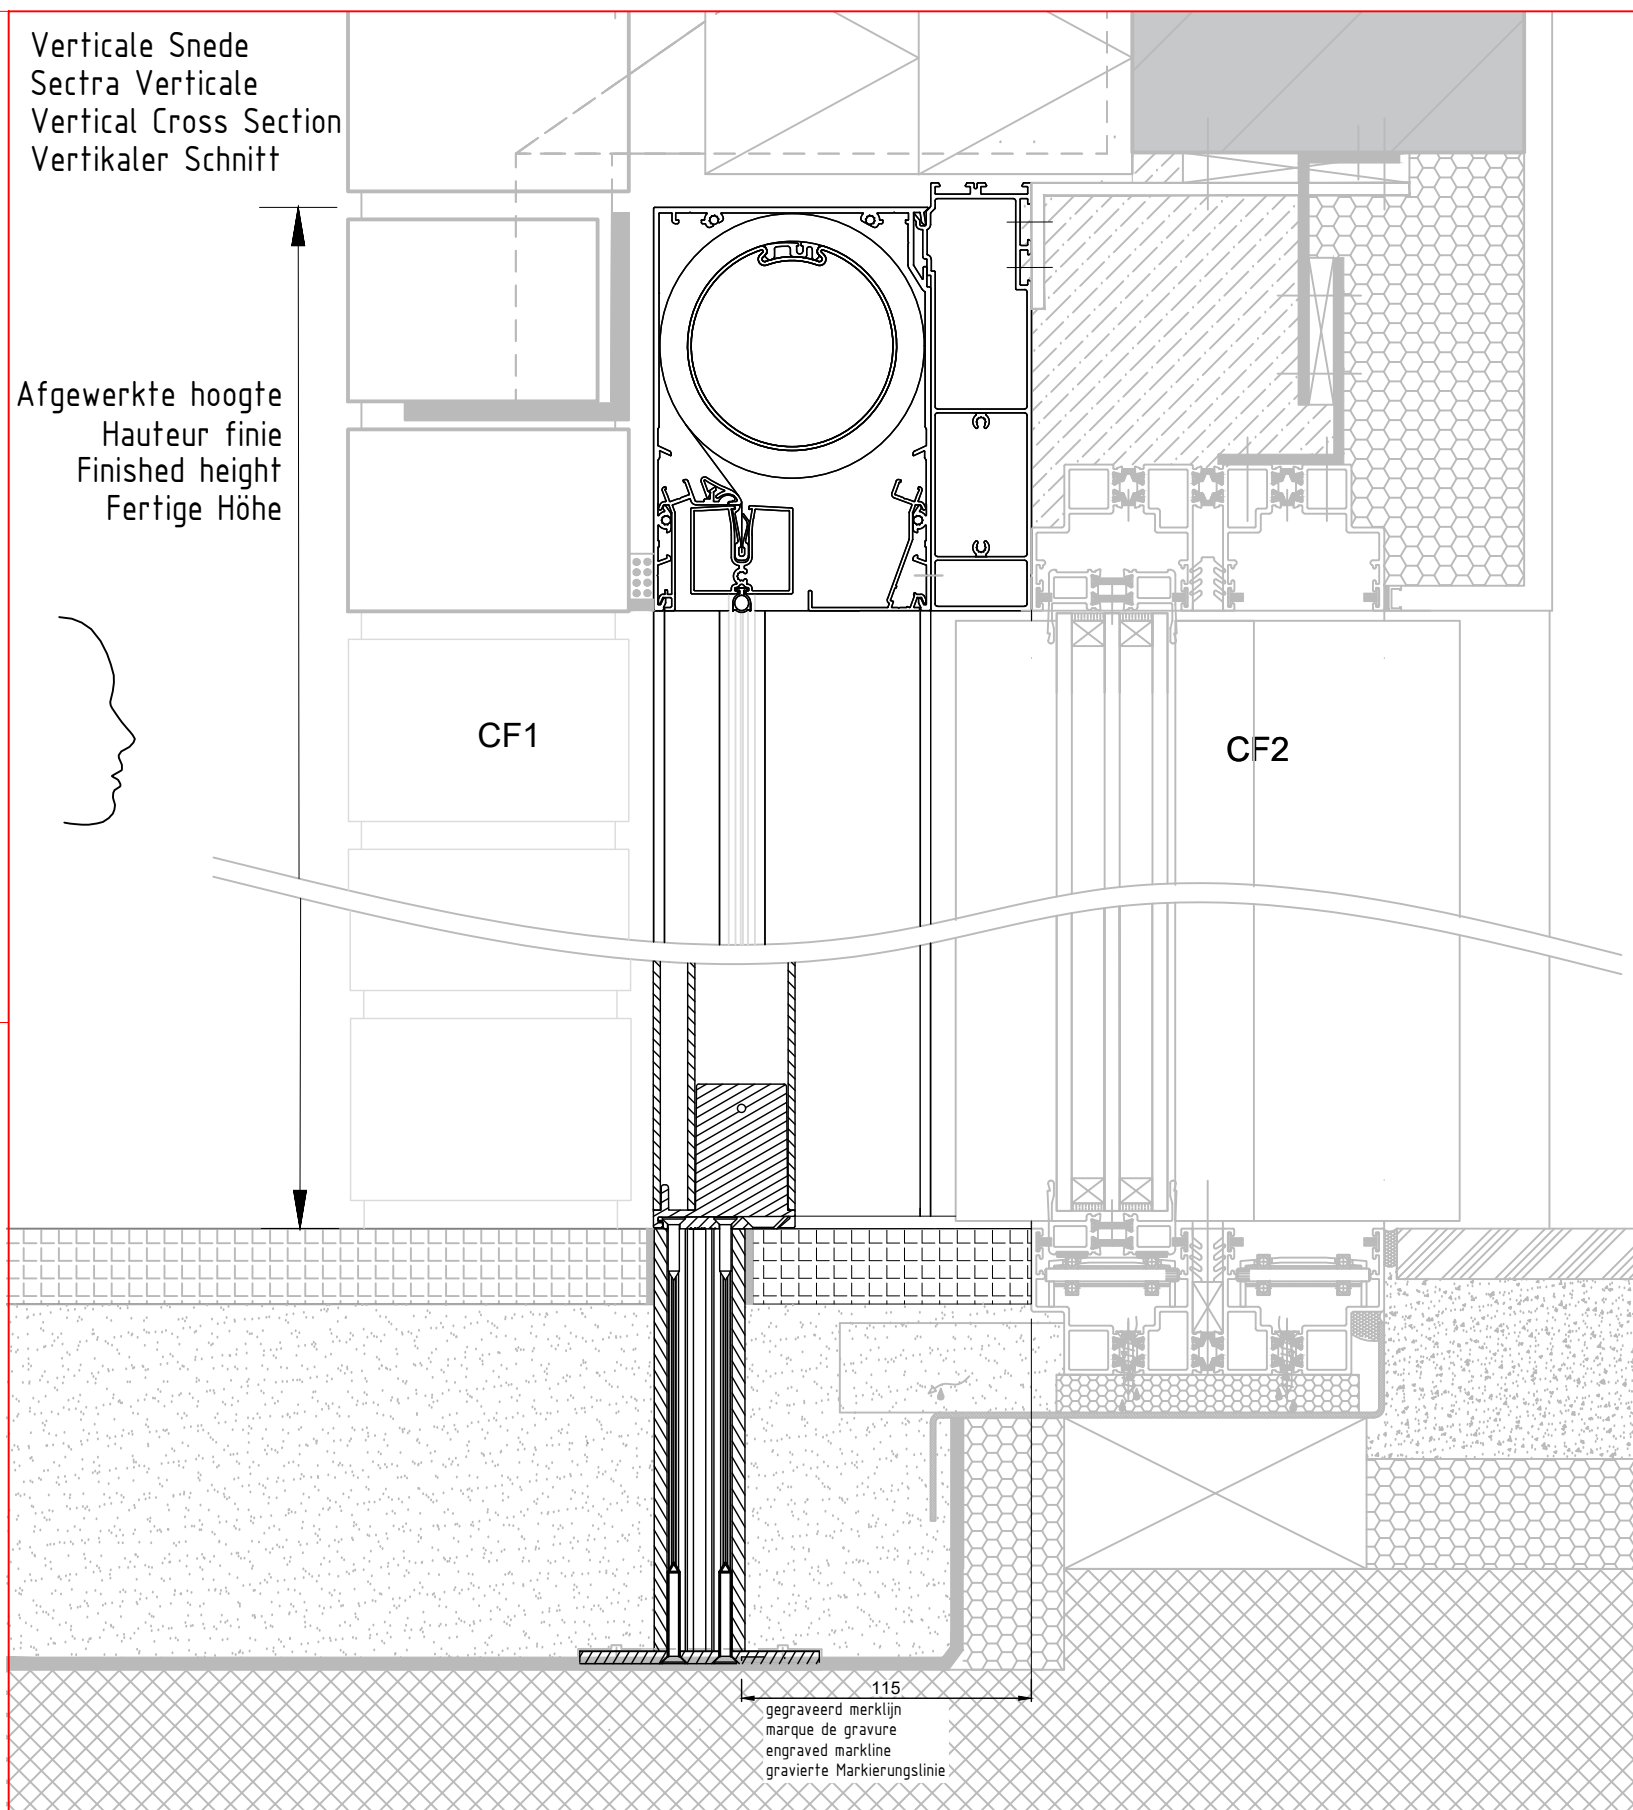 Verticale Snede
Sectra Verticale
Vertical Cross Section
Vertikaler Schnitt
Afgewerkte hoogte
Hauteur finie
Finished height
Fertige Höhe
CF1
CF2
115
gegraveerd merklijn
marque de gravure
engraved markline
gravierte Markierungslinie